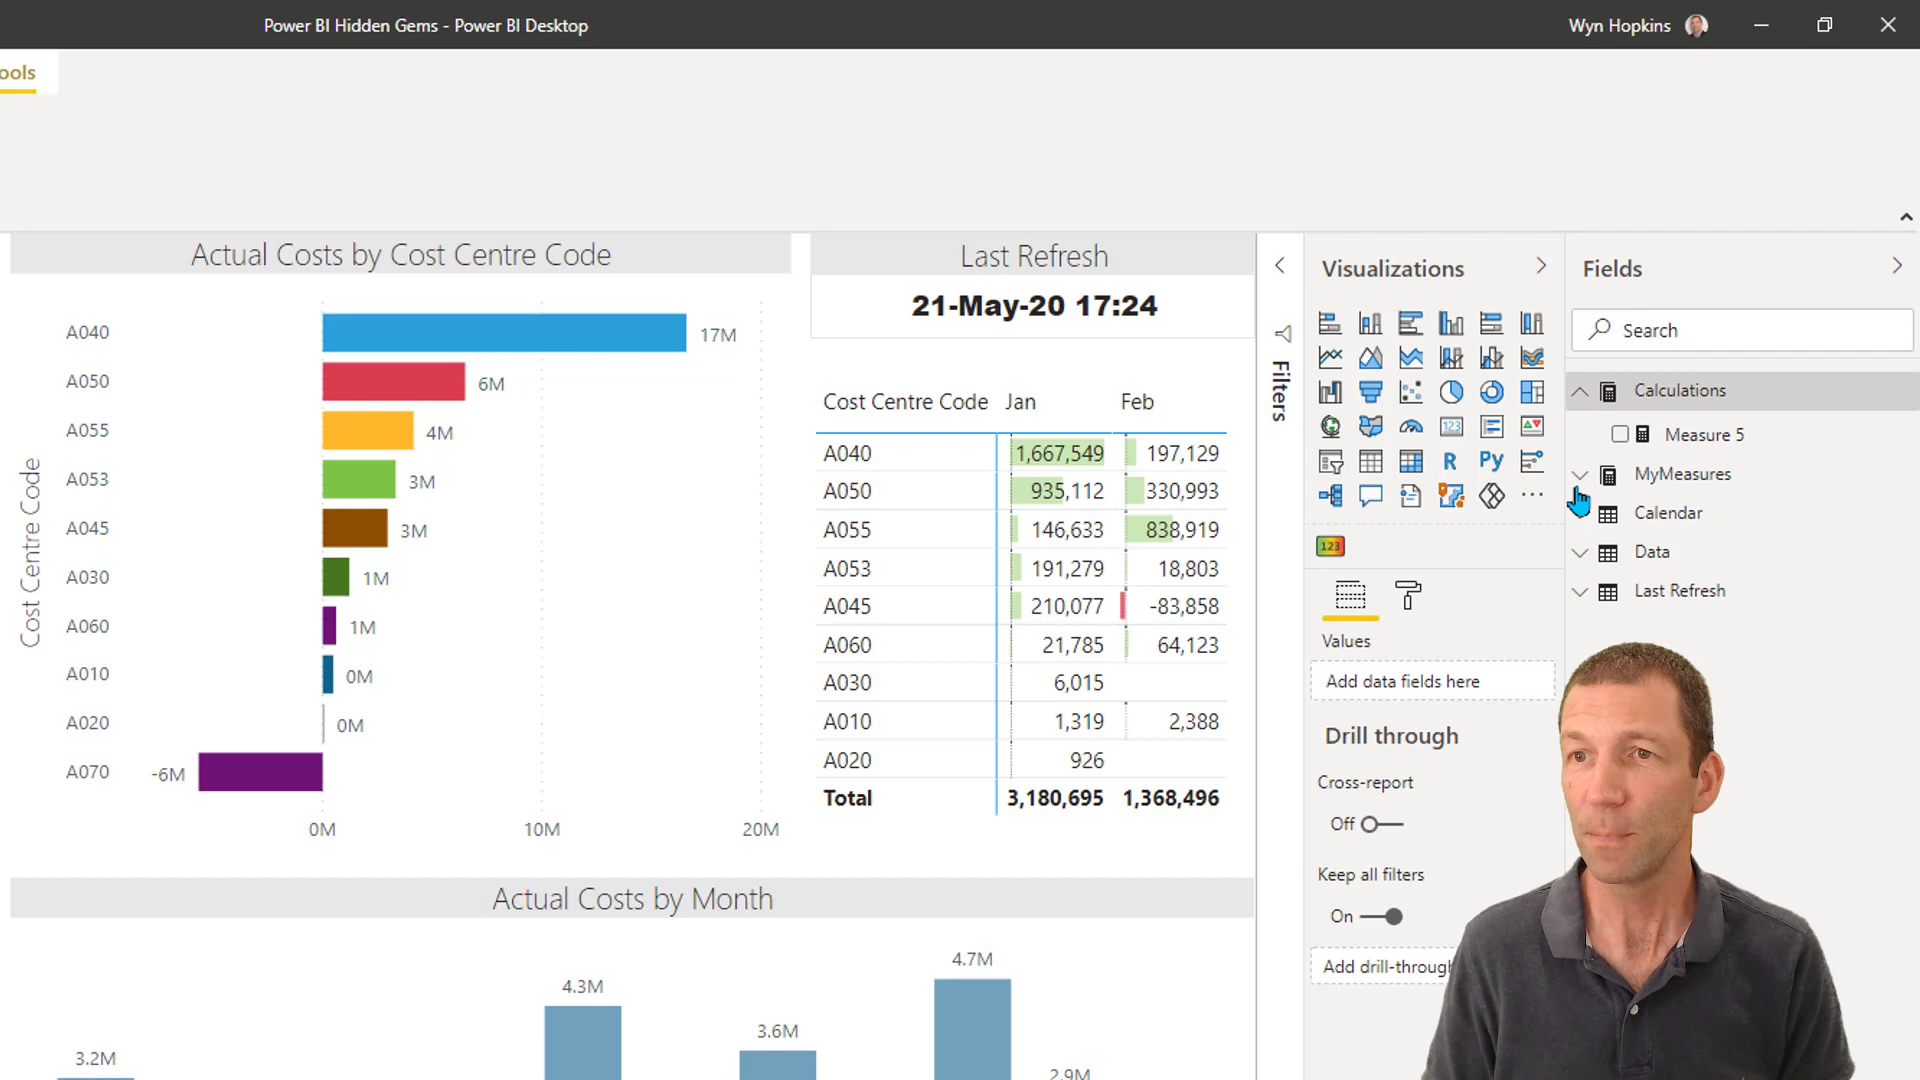 Power BI Hidden Gems - Power BI Desktop
Wyn Hopkins
ools
Actual Costs by Cost Centre Code
Cost Centre Code
A040
17M
A050
6M
A055
4M
A053
3M
A045
3M
A030
1M
A060
1M
A010
0M
A020
0M
A070
-6M
0M
10M
20M
Last Refresh
21-May-20 17:24
Cost Centre Code Jan Feb
A040 1,667,549 197,129
A050 935,112 330,993
A055 146,633 838,919
A053 191,279 18,803
A045 210,077 -83,858
A060 21,785 64,123
A030 6,015
A010 1,319 2,388
A020 926
Total 3,180,695 1,368,496
Actual Costs by Month
3.2M
4.3M
3.6M
4.7M
2.9M
Filters
Visualizations
123
R
Py
123
Values
Add data fields here
Drill through
Cross-report
Off
Keep all filters
On
Add drill-throug
Fields
Search
Calculations
Measure 5
MyMeasures
Calendar
Data
Last Refresh